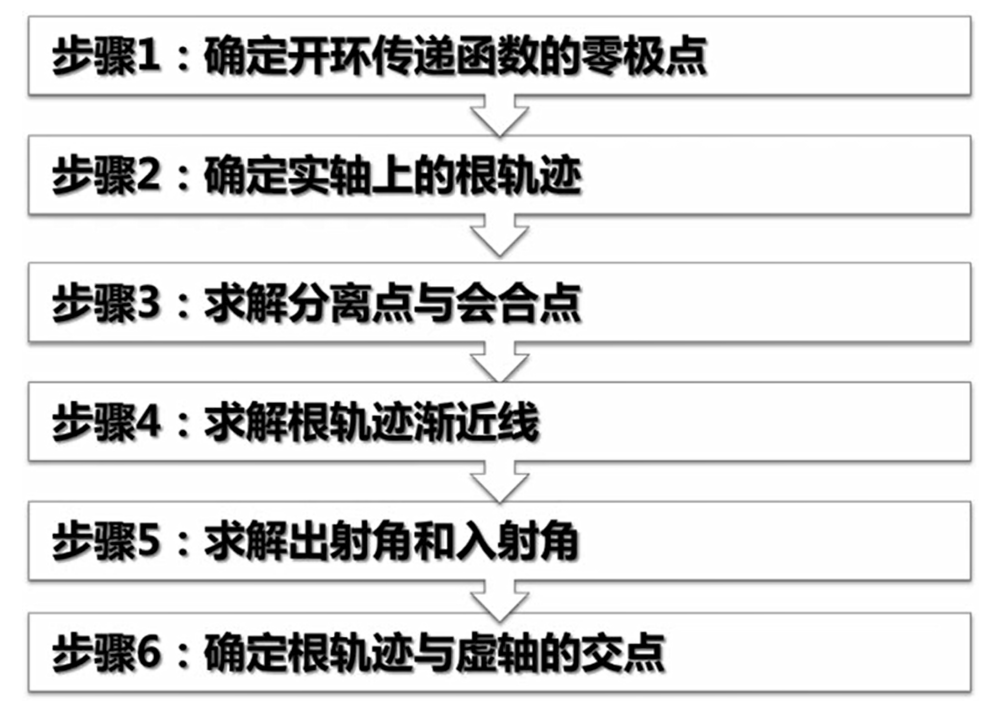 步骤1：确定开环传递函数的零极点
步骤2：确定实轴上的根轨迹
步骤3：求解分离点与会合点
步骤4：求解根轨迹渐近线
步骤5：求解出射角和入射角
步骤6：确定根轨迹与虚轴的交点